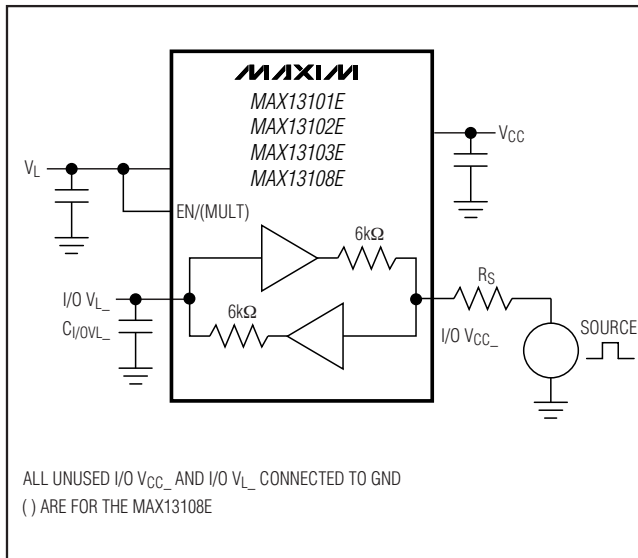 MAXIM
MAX13101E
MAX13102E
MAX13103E
MAX13108E
VCC
VL
EN/(MULT)
6kΩ
RS
I/O VL_
6kΩ
SOURCE
CI/OVL_
I/O VCC_
ALL UNUSED I/O VCC_ AND I/O VL_ CONNECTED TO GND
( ) ARE FOR THE MAX13108E